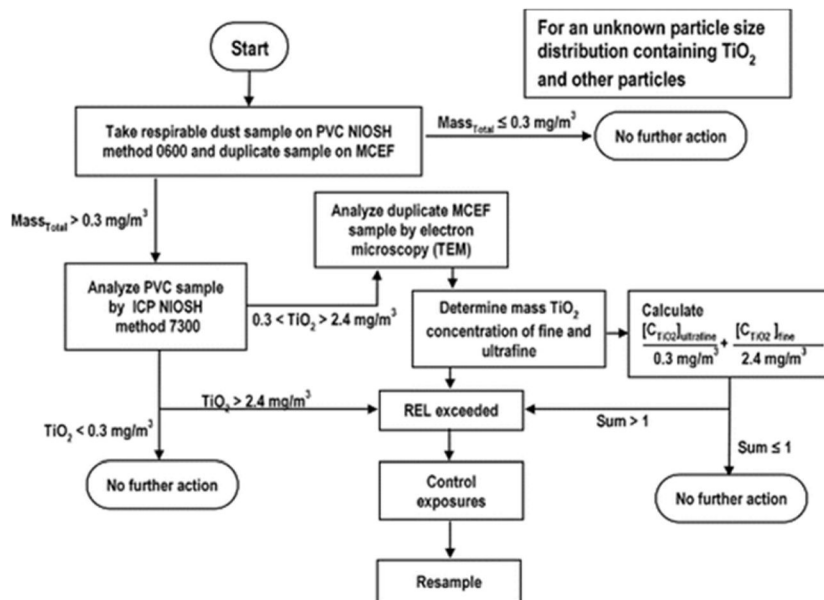 Start
For an unknown particle size
distribution containing TiO₂
and other particles
Take respirable dust sample on PVC NIOSH
method 0600 and duplicate sample on MCEF
Mass_Total ≤ 0.3 mg/m³
No further action
Mass_Total > 0.3 mg/m³
Analyze duplicate MCEF
sample by electron
microscopy (TEM)
Analyze PVC sample
by ICP NIOSH
method 7300
0.3 < TiO₂ > 2.4 mg/m³
Determine mass TiO₂
concentration of fine and
ultrafine
Calculate
[C_TiO2]ultrafine + [C_TiO2]fine
0.3 mg/m³ 2.4 mg/m³
TiO₂ > 2.4 mg/m³
REL exceeded
Sum > 1
TiO₂ < 0.3 mg/m³
Sum ≤ 1
No further action
Control
exposures
No further action
Resample